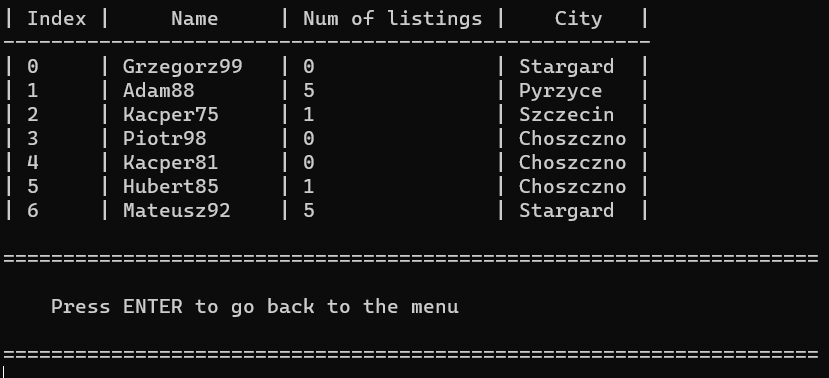 | Index |     Name     | Num of listings |    City   |
------------------------------------------------------
| 0     | Grzegorz99   | 0               | Stargard  |
| 1     | Adam88       | 5               | Pyrzyce   |
| 2     | Kacper75     | 1               | Szczecin  |
| 3     | Piotr98      | 0               | Choszczno |
| 4     | Kacper81     | 0               | Choszczno |
| 5     | Hubert85     | 1               | Choszczno |
| 6     | Mateusz92    | 5               | Stargard  |
====================================================================
Press ENTER to go back to the menu
====================================================================